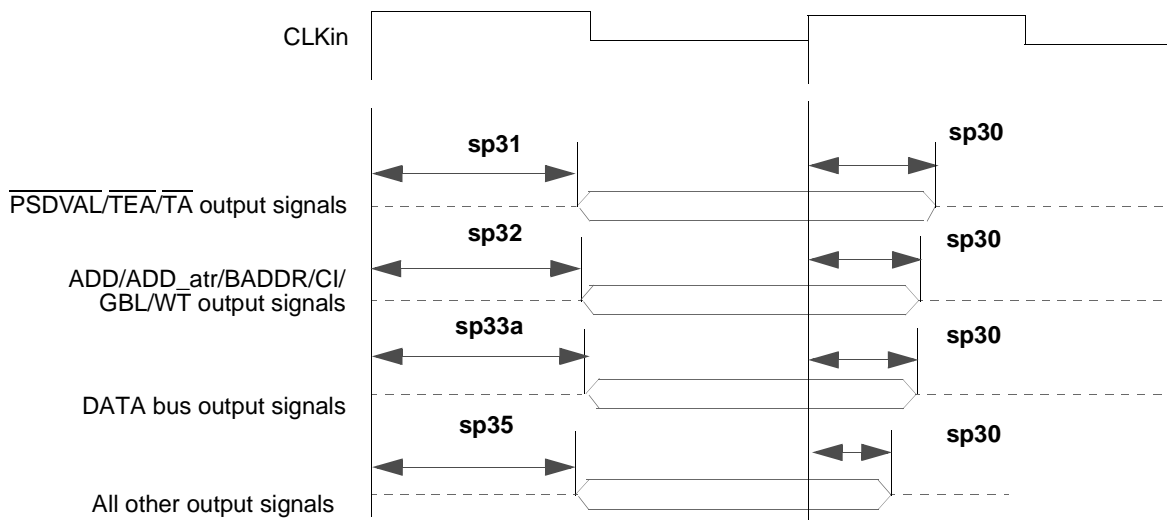 CLKin
sp31
sp30
PSDVAL/TEA/TA output signals
sp32
sp30
ADD/ADD_atr/BADDR/CI/
GBL/WT output signals
sp33a
sp30
DATA bus output signals
sp35
sp30
All other output signals